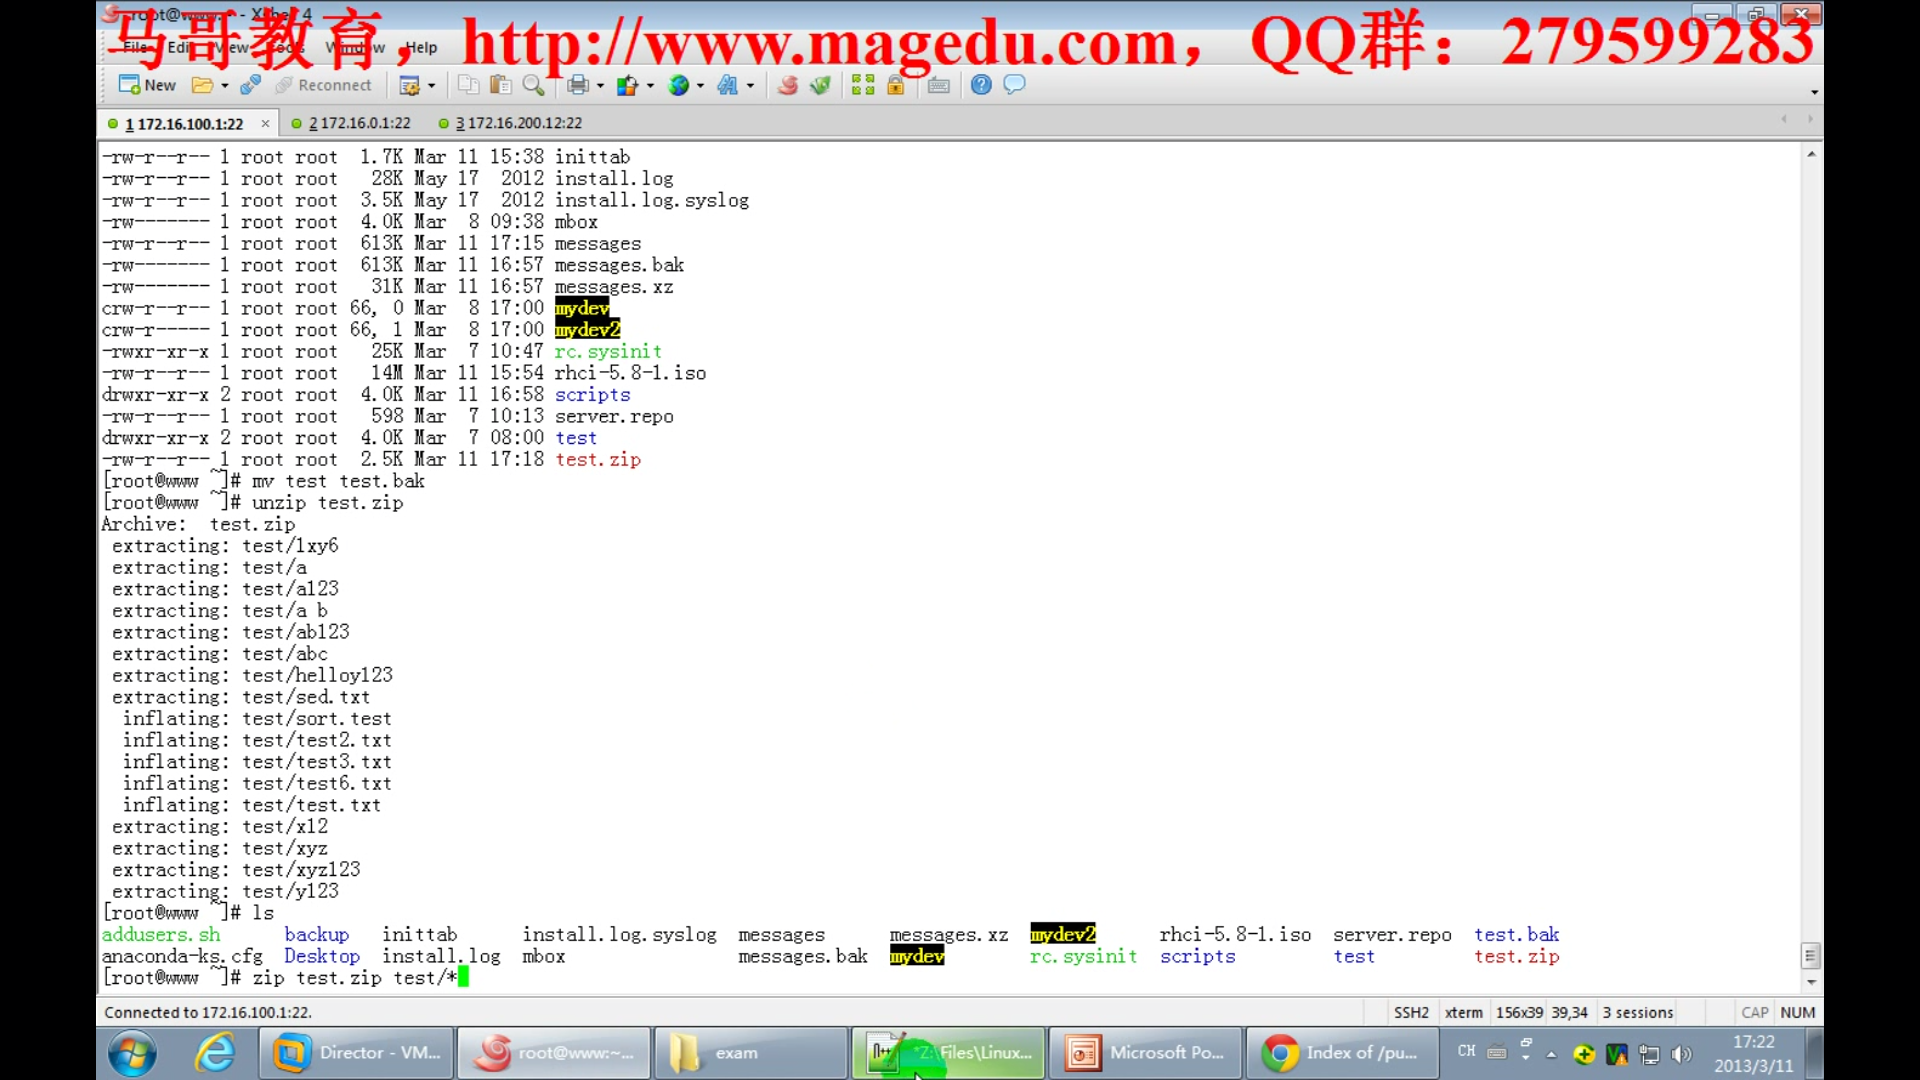 root@www:~ - Xshell 4
马哥教育，http://www.magedu.com，QQ群：279599283
File Edit View Tools Window Help
New Reconnect
1 172.16.100.1:22 2 172.16.0.1:22 3 172.16.200.12:22
-rw-r--r-- 1 root root 1.7K Mar 11 15:38 inittab
-rw-r--r-- 1 root root 28K May 17 2012 install.log
-rw-r--r-- 1 root root 3.5K May 17 2012 install.log.syslog
-rw------- 1 root root 4.0K Mar 8 09:38 mbox
-rw-r--r-- 1 root root 613K Mar 11 17:15 messages
-rw------- 1 root root 613K Mar 11 16:57 messages.bak
-rw------- 1 root root 31K Mar 11 16:57 messages.xz
crw-r--r-- 1 root root 66, 0 Mar 8 17:00 mydev
crw-r----- 1 root root 66, 1 Mar 8 17:00 mydev2
-rwxr-xr-x 1 root root 25K Mar 7 10:47 rc.sysinit
-rw-r--r-- 1 root root 14M Mar 11 15:54 rhci-5.8-1.iso
drwxr-xr-x 2 root root 4.0K Mar 11 16:58 scripts
-rw-r--r-- 1 root root 598 Mar 7 10:13 server.repo
drwxr-xr-x 2 root root 4.0K Mar 7 08:00 test
-rw-r--r-- 1 root root 2.5K Mar 11 17:18 test.zip
[root@www ~]# mv test test.bak
[root@www ~]# unzip test.zip
Archive: test.zip
extracting: test/1xy6
extracting: test/a
extracting: test/a123
extracting: test/a b
extracting: test/ab123
extracting: test/abc
extracting: test/helloy123
extracting: test/sed.txt
inflating: test/sort.test
inflating: test/test2.txt
inflating: test/test3.txt
inflating: test/test6.txt
inflating: test/test.txt
extracting: test/x12
extracting: test/xyz
extracting: test/xyz123
extracting: test/y123
[root@www ~]# ls
addusers.sh backup inittab install.log.syslog messages messages.xz mydev2 rhci-5.8-1.iso server.repo test.bak
anaconda-ks.cfg Desktop install.log mbox messages.bak mydev rc.sysinit scripts test test.zip
[root@www ~]# zip test.zip test/*
Connected to 172.16.100.1:22. SSH2 xterm 156x39 39,34 3 sessions CAP NUM
Director - VM... root@www:~... exam *Z:\Files\Linux... Microsoft Po... Index of /pu... CH 17:22
2013/3/11